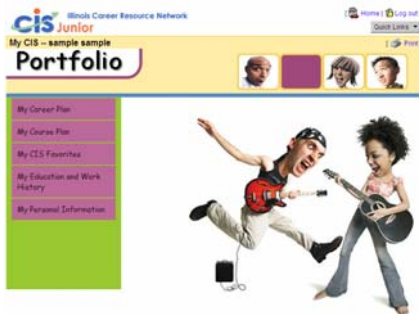 cis Junior
Illinois Career Resource Network
Home | Log out
Quick Links
My CIS – sample sample
Print
Portfolio
My Career Plan
My Course Plan
My CIS Favorites
My Education and Work
History
My Personal Information